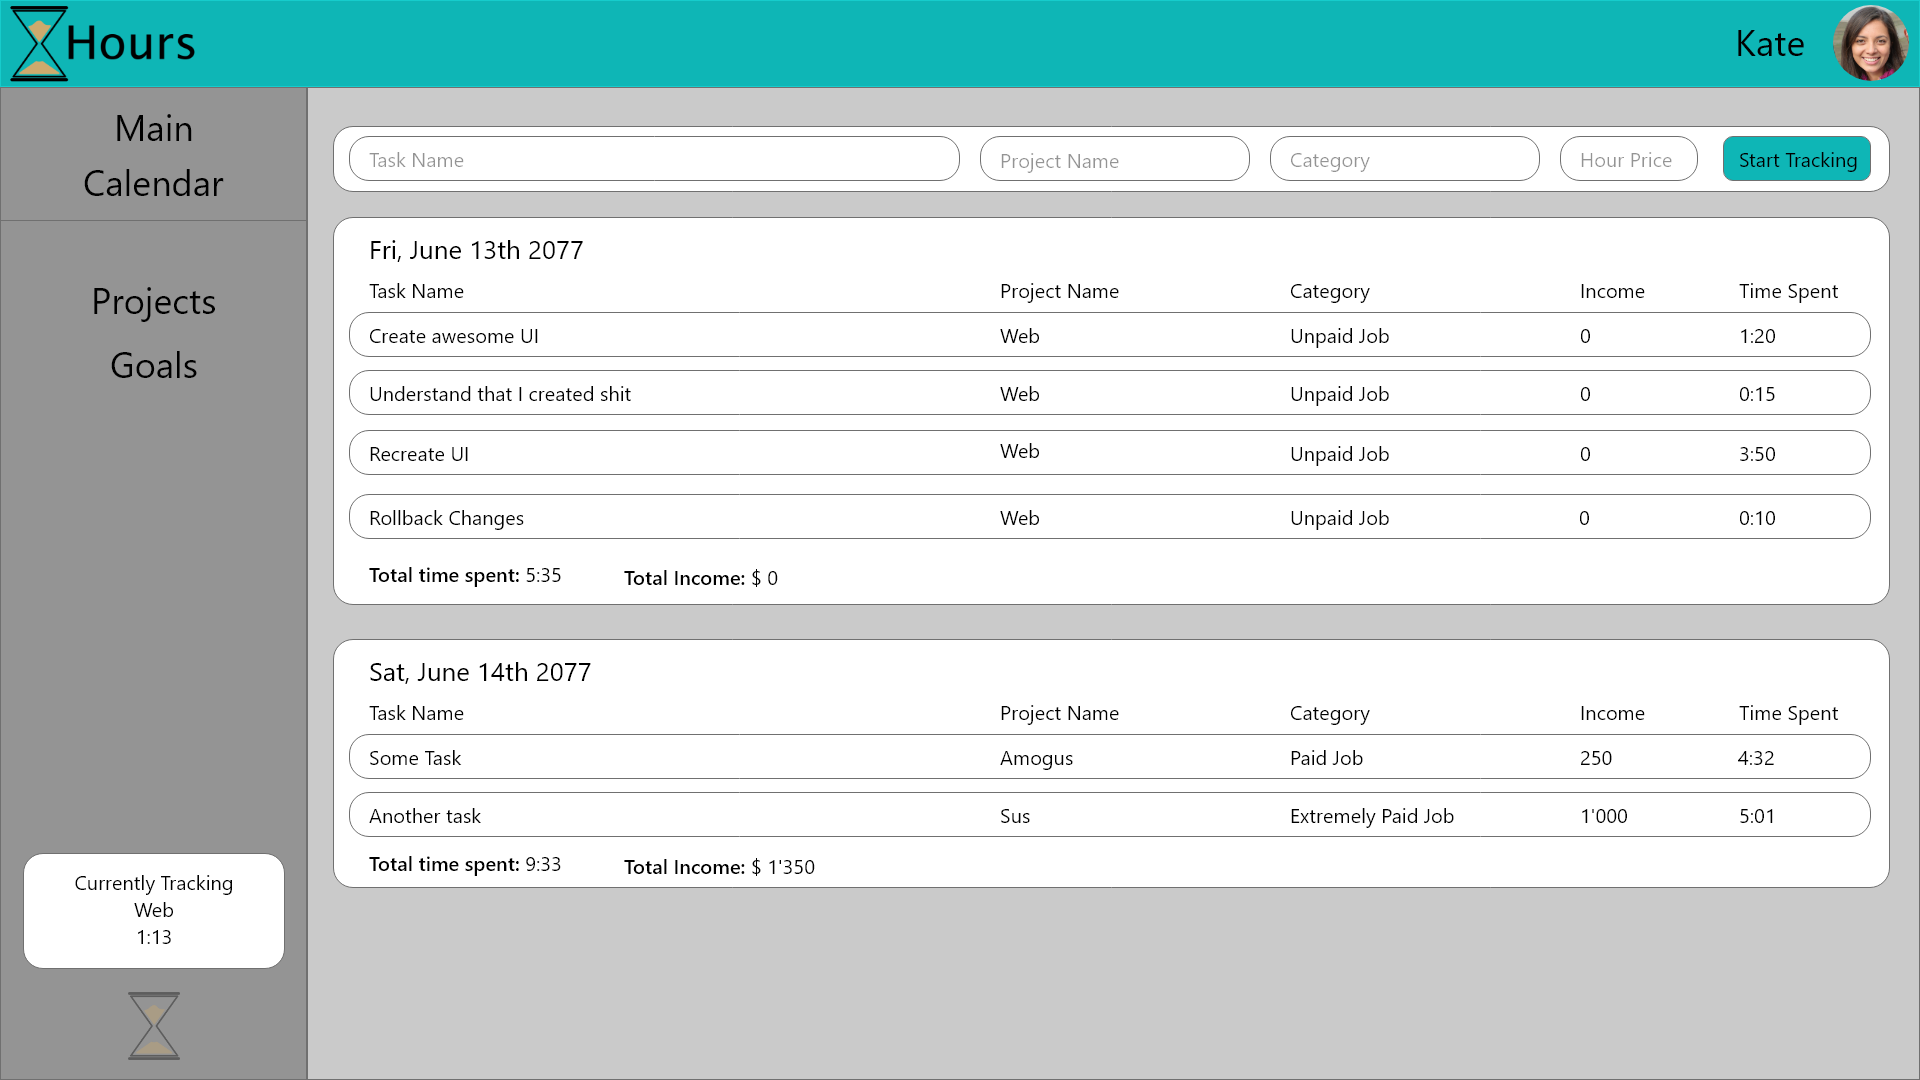 Hours
Kate
Main
Calendar
Projects
Goals
Task Name Project Name Category Hour Price Start Tracking
Fri, June 13th 2077
Task Name Project Name Category Income Time Spent
Create awesome UI Web Unpaid Job 0 1:20
Understand that I created shit Web Unpaid Job 0 0:15
Recreate UI Web Unpaid Job 0 3:50
Rollback Changes Web Unpaid Job 0 0:10
Total time spent: 5:35 Total Income: $ 0
Sat, June 14th 2077
Task Name Project Name Category Income Time Spent
Some Task Amogus Paid Job 250 4:32
Another task Sus Extremely Paid Job 1'000 5:01
Total time spent: 9:33 Total Income: $ 1'350
Currently Tracking
Web
1:13